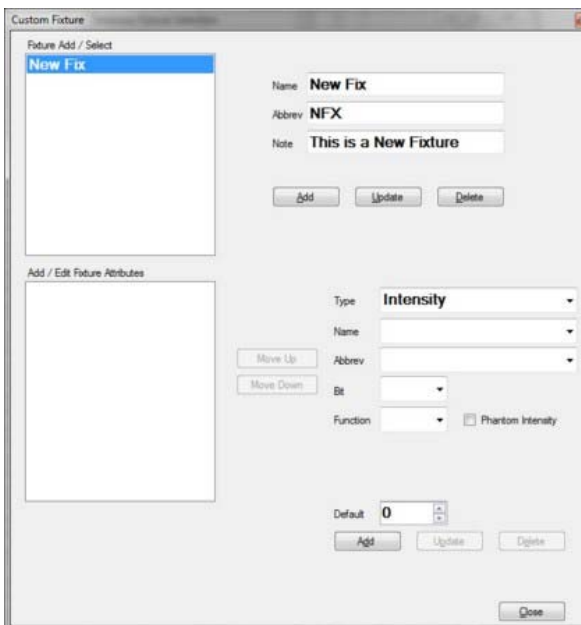 Custom Fixture
Fixture Add / Select
New Fix
Name New Fix
Abbrev NFX
Note This is a New Fixture
Add Update Delete
Add / Edit Fixture Attributes
Type Intensity
Name
Move Up Abbrev
Move Down Bit
Function Phantom Intensity
Default 0
Add Update Delete
Close